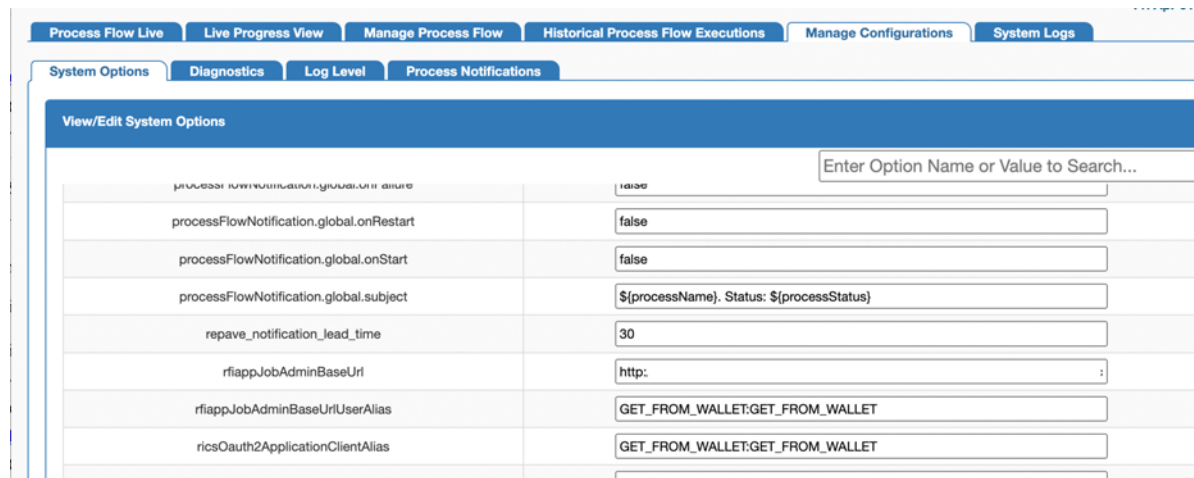 Process Flow Live Live Progress View Manage Process Flow Historical Process Flow Executions Manage Configurations System Logs
System Options Diagnostics Log Level Process Notifications
View/Edit System Options
Enter Option Name or Value to Search...
processFlowNotification.global.onFailure false
processFlowNotification.global.onRestart false
processFlowNotification.global.onStart false
processFlowNotification.global.subject ${processName}. Status: ${processStatus}
repave_notification_lead_time 30
rfiappJobAdminBaseUrl http:
rfiappJobAdminBaseUrlUserAlias GET_FROM_WALLET:GET_FROM_WALLET
ricsOauth2ApplicationClientAlias GET_FROM_WALLET:GET_FROM_WALLET